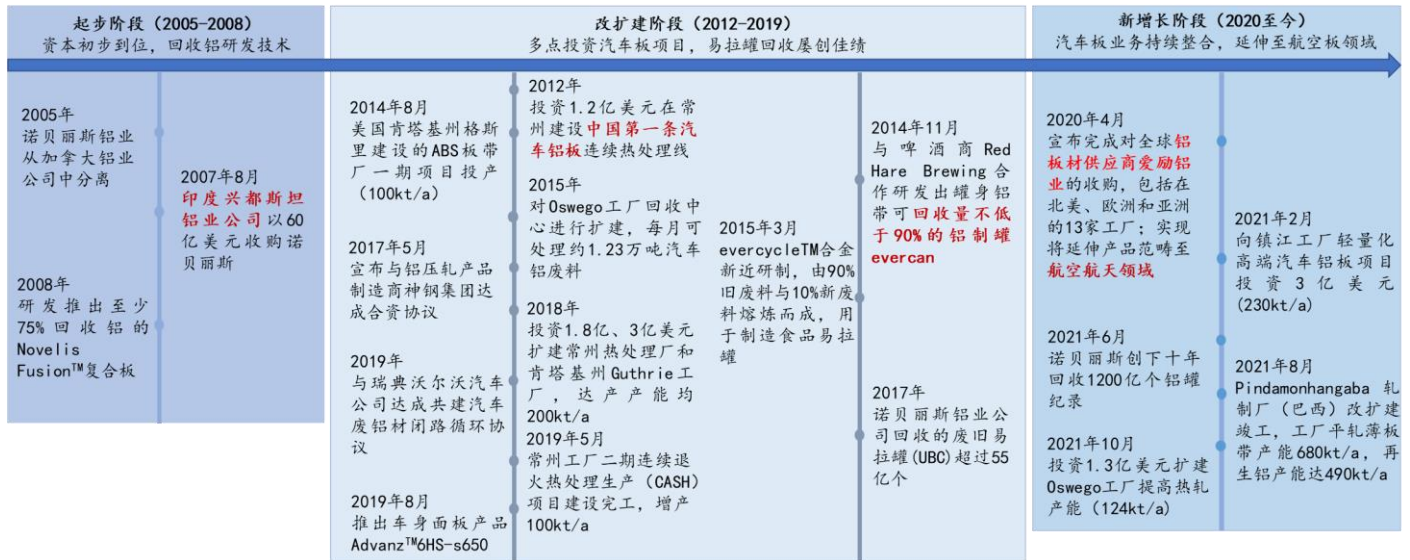 起步阶段（2005-2008）
资本初步到位，回收铝研发技术
2005年
诺贝丽斯铝业
从加拿大铝业
公司中分离
2007年8月
印度兴都斯坦
铝业公司以60
亿美元收购诺
贝丽斯
2008年
研发推出至少
75%回收铝的
Novelis
Fusion™复合板
改扩建阶段（2012-2019）
多点投资汽车板项目，易拉罐回收屡创佳绩
2014年8月
美国肯塔基州格斯
里建设的ABS板带
厂一期项目投产
(100kt/a)
2017年5月
宣布与铝压轧产品
制造商神钢集团达
成合资协议
2019年
与瑞典沃尔沃汽车
公司达成共建汽车
废铝材闭路循环协
议
2019年8月
推出车身面板产品
Advanz™6HS-s650
2012年
投资1.2亿美元在常
州建设中国第一条汽
车铝板连续热处理线
2015年
对Oswego工厂回收中
心进行扩建，每月可
处理约1.23万吨汽车
铝废料
2018年
投资1.8亿、3亿美元
扩建常州热处理厂和
肯塔基州Guthrie工
厂，达产产能均
200kt/a
2019年5月
常州工厂二期连续退
火热处理生产（CASH）
项目建设完工，增产
100kt/a
2015年3月
evercycleTM合金
新近研制，由90%
旧废料与10%新废
料熔炼而成，用
于制造食品易拉
罐
2014年11月
与啤酒商Red
Hare Brewing合
作研发出罐身铝
带可回收量不低
于90%的铝制罐
evercan
2017年
诺贝丽斯铝业公
司回收的废旧易
拉罐(UBC)超过55
亿个
新增长阶段（2020至今）
汽车板业务持续整合，延伸至航空板领域
2020年4月
宣布完成对全球铝
板材供应商爱励铝
业的收购，包括在
北美、欧洲和亚洲
的13家工厂；实现
将延伸产品范畴至
航空航天领域
2021年6月
诺贝丽斯创下十年
回收1200亿个铝罐
纪录
2021年10月
投资1.3亿美元扩建
Oswego工厂提高热轧
产能（124kt/a）
2021年2月
向镇江工厂轻量化
高端汽车铝板项目
投资3亿美元
(230kt/a)
2021年8月
Pindamonhangaba 轧
制厂（巴西）改扩建
竣工，工厂平轧薄板
带产能680kt/a，再
生铝产能达490kt/a